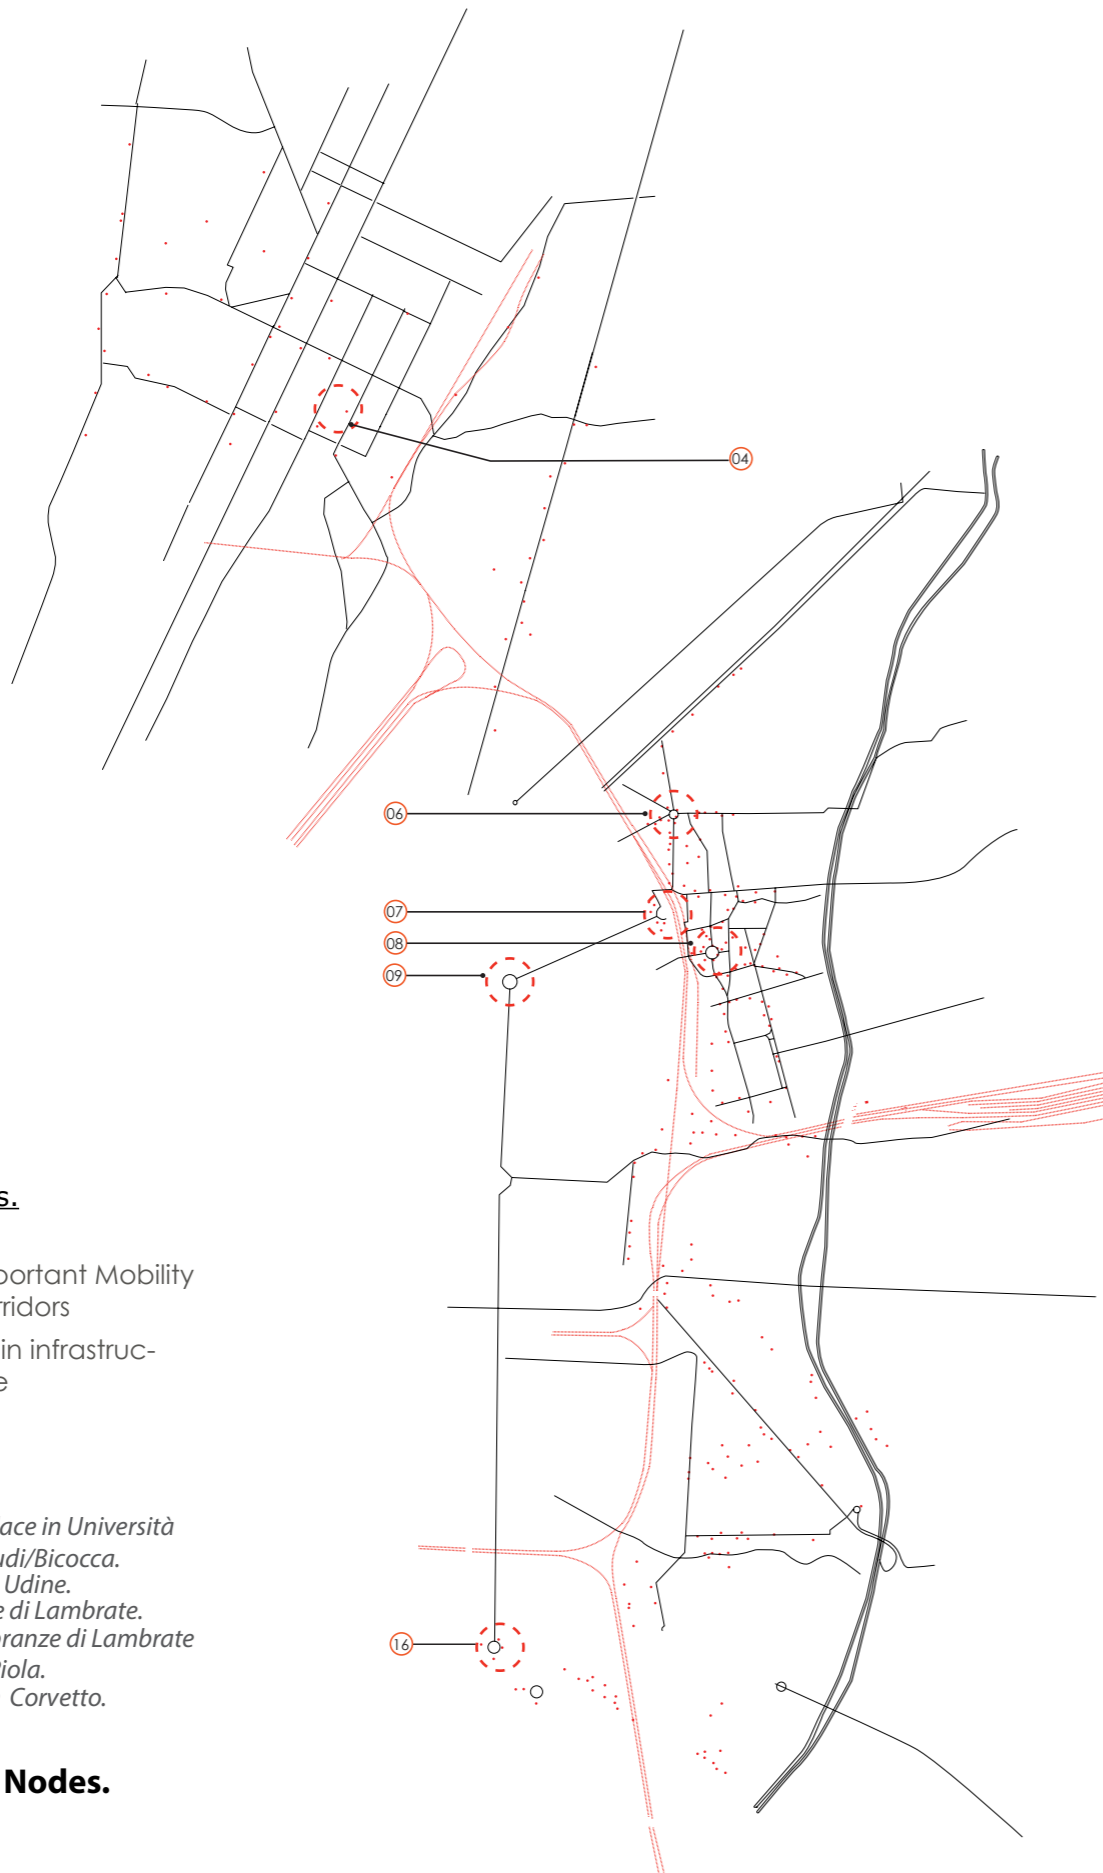 04
06
07
08
09
s.
portant Mobility
rridors
in infrastruc-
e
ace in Università
udi/Bicocca.
Udine.
e di Lambrate.
oranze di Lambrate
Piola.
Corvetto.
16
Nodes.